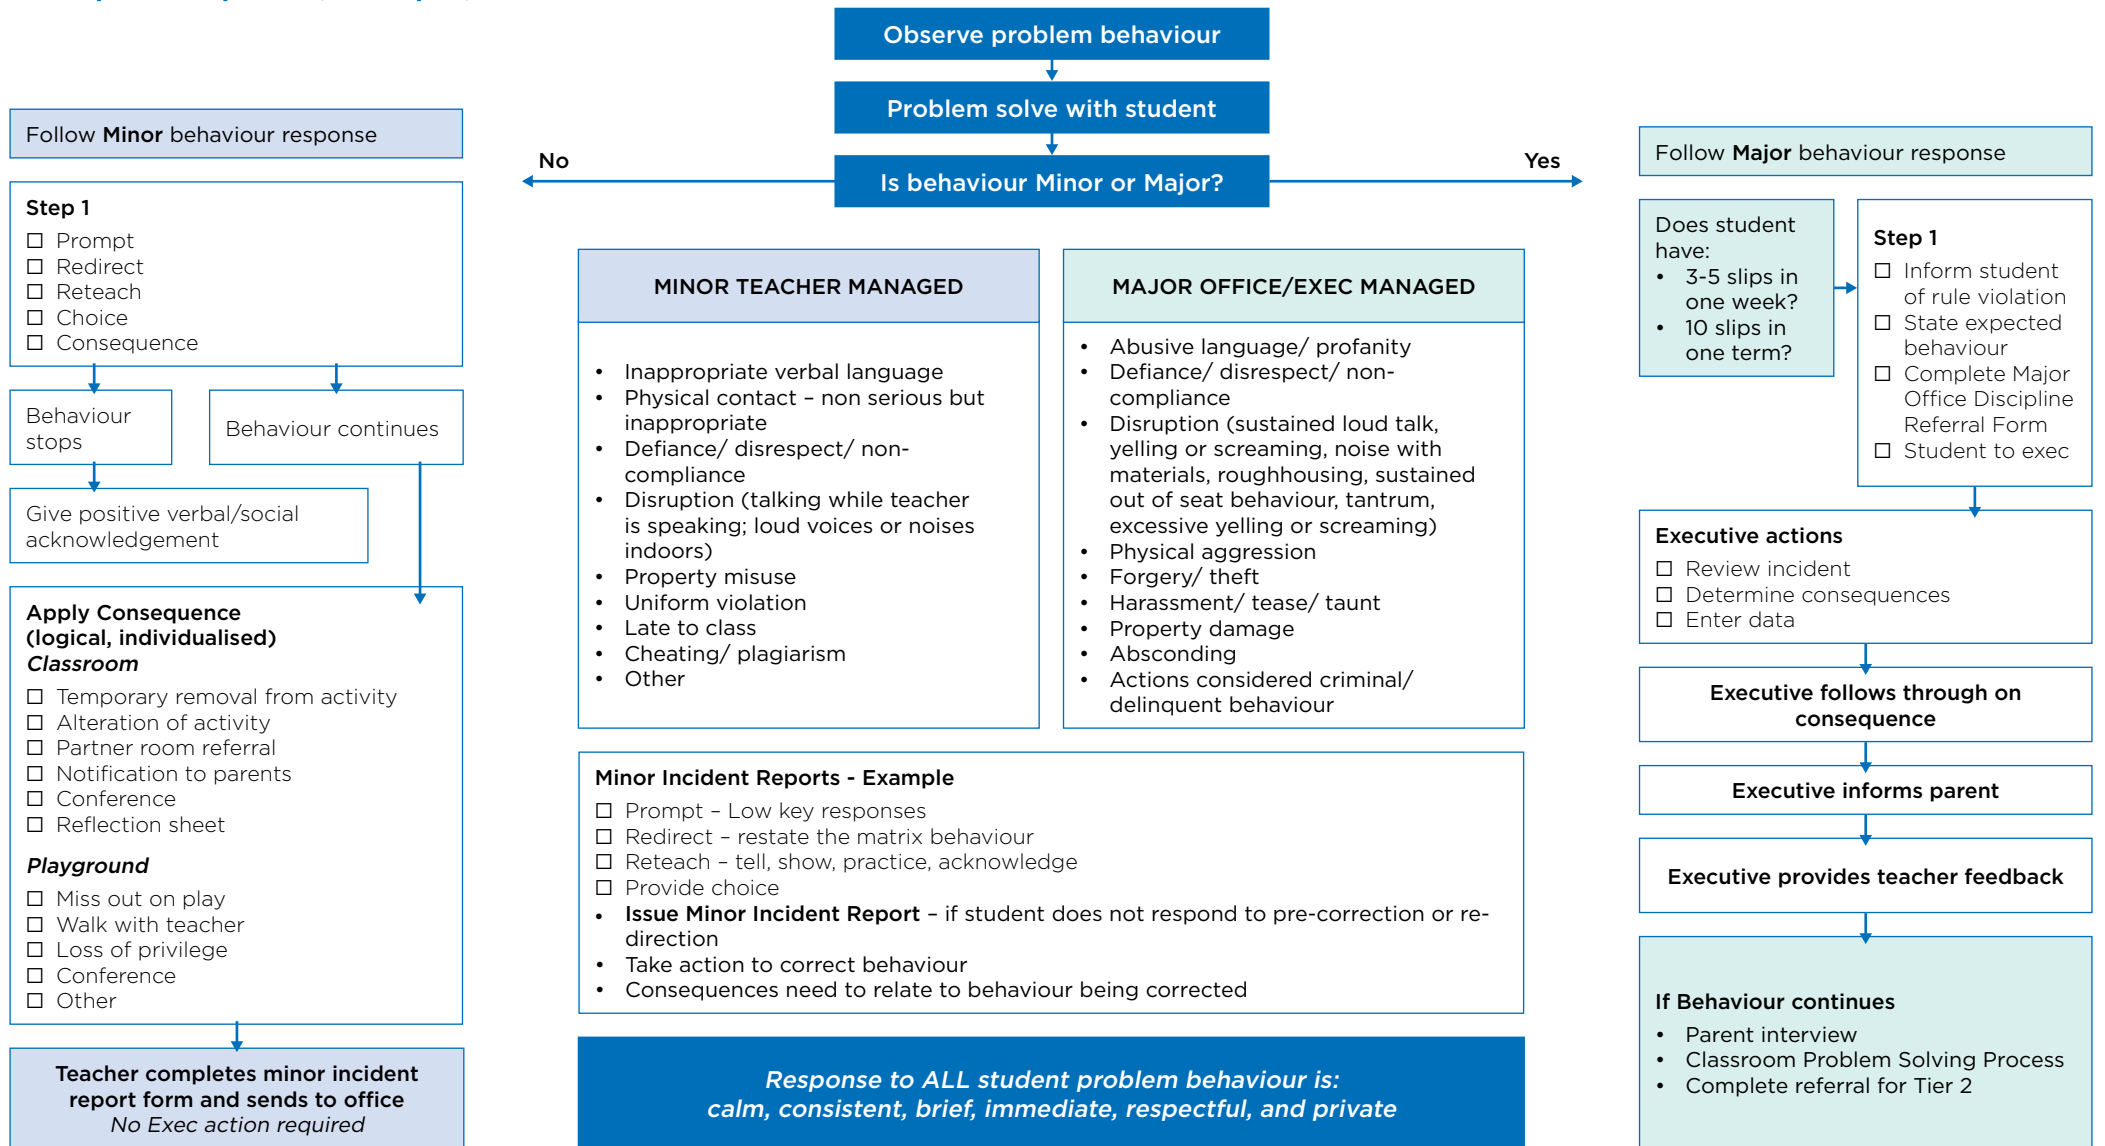 Observe problem behaviour
Problem solve with student
Is behaviour Minor or Major?
No
Yes
Follow Minor behaviour response
Step 1
☐ Prompt
☐ Redirect
☐ Reteach
☐ Choice
☐ Consequence
Behaviour
stops
Behaviour continues
Give positive verbal/social
acknowledgement
Apply Consequence
(logical, individualised)
Classroom
☐ Temporary removal from activity
☐ Alteration of activity
☐ Partner room referral
☐ Notification to parents
☐ Conference
☐ Reflection sheet
Playground
☐ Miss out on play
☐ Walk with teacher
☐ Loss of privilege
☐ Conference
☐ Other
Teacher completes minor incident
report form and sends to office
No Exec action required
MINOR TEACHER MANAGED
• Inappropriate verbal language
• Physical contact – non serious but
inappropriate
• Defiance/ disrespect/ non-
compliance
• Disruption (talking while teacher
is speaking; loud voices or noises
indoors)
• Property misuse
• Uniform violation
• Late to class
• Cheating/ plagiarism
• Other
MAJOR OFFICE/EXEC MANAGED
• Abusive language/ profanity
• Defiance/ disrespect/ non-
compliance
• Disruption (sustained loud talk,
yelling or screaming, noise with
materials, roughhousing, sustained
out of seat behaviour, tantrum,
excessive yelling or screaming)
• Physical aggression
• Forgery/ theft
• Harassment/ tease/ taunt
• Property damage
• Absconding
• Actions considered criminal/
delinquent behaviour
Minor Incident Reports - Example
☐ Prompt – Low key responses
☐ Redirect – restate the matrix behaviour
☐ Reteach – tell, show, practice, acknowledge
☐ Provide choice
• Issue Minor Incident Report – if student does not respond to pre-correction or re-
direction
• Take action to correct behaviour
• Consequences need to relate to behaviour being corrected
Response to ALL student problem behaviour is:
calm, consistent, brief, immediate, respectful, and private
Follow Major behaviour response
Does student
have:
• 3-5 slips in
one week?
• 10 slips in
one term?
Step 1
☐ Inform student
of rule violation
☐ State expected
behaviour
☐ Complete Major
Office Discipline
Referral Form
☐ Student to exec
Executive actions
☐ Review incident
☐ Determine consequences
☐ Enter data
Executive follows through on
consequence
Executive informs parent
Executive provides teacher feedback
If Behaviour continues
• Parent interview
• Classroom Problem Solving Process
• Complete referral for Tier 2